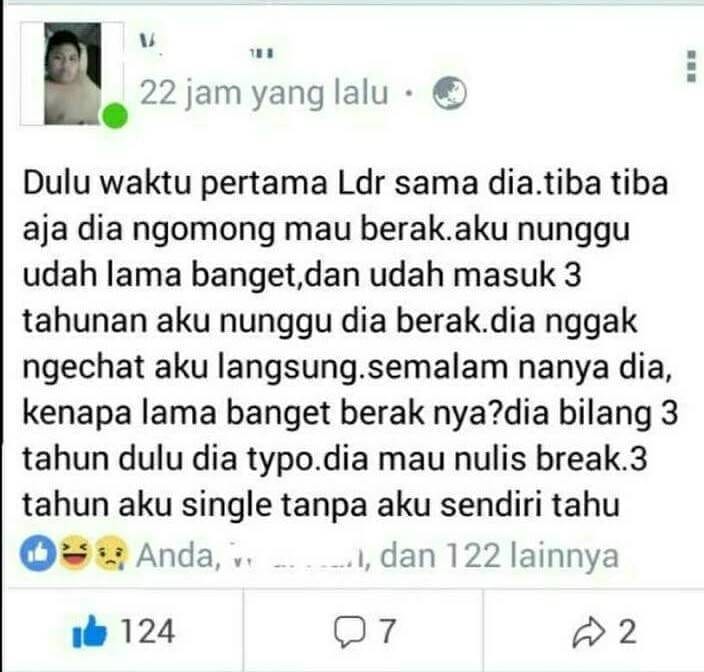 22 jam yang lalu ·
Dulu waktu pertama Ldr sama dia.tiba tiba
aja dia ngomong mau berak.aku nunggu
udah lama banget,dan udah masuk 3
tahunan aku nunggu dia berak.dia nggak
ngechat aku langsung.semalam nanya dia,
kenapa lama banget berak nya?dia bilang 3
tahun dulu dia typo.dia mau nulis break.3
tahun aku single tanpa aku sendiri tahu
Anda, dan 122 lainnya
124 7 2